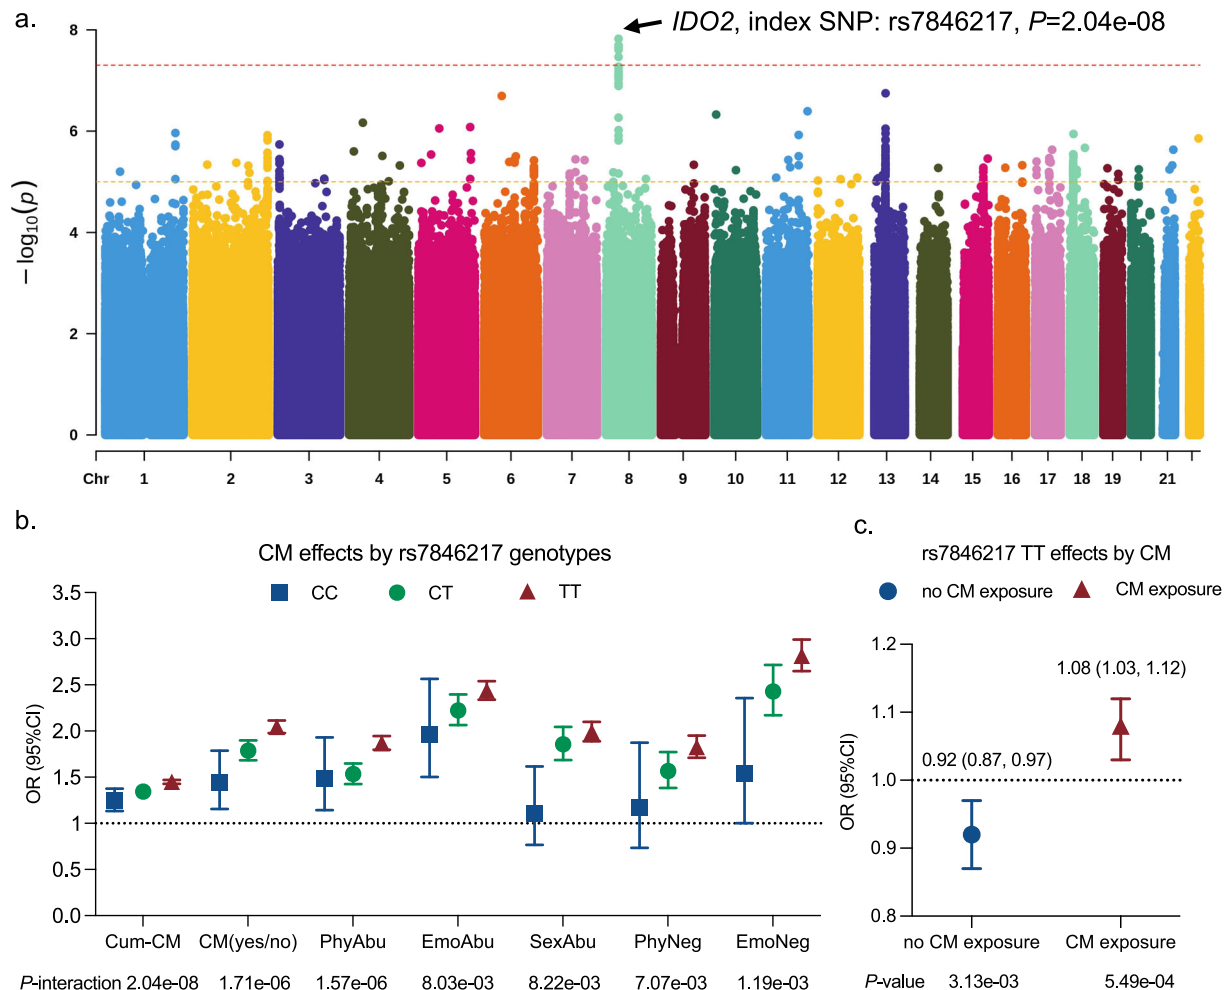 a.
IDO2, index SNP: rs7846217, P=2.04e-08
8
6
4
2
0
−log10(p)
Chr 1 2 3 4 5 6 7 8 9 10 11 12 13 14 15 16 17 18 19 21
b.
CM effects by rs7846217 genotypes
CC CT TT
3.5
3.0
2.5
2.0
1.5
1
0.5
0.0
OR (95%CI)
Cum-CM CM(yes/no) PhyAbu EmoAbu SexAbu PhyNeg EmoNeg
P-interaction 2.04e-08 1.71e-06 1.57e-06 8.03e-03 8.22e-03 7.07e-03 1.19e-03
c.
rs7846217 TT effects by CM
no CM exposure CM exposure
1.2
1.1
1.0
0.9
0.8
OR (95%CI)
1.08 (1.03, 1.12)
0.92 (0.87, 0.97)
no CM exposure CM exposure
P-value 3.13e-03 5.49e-04